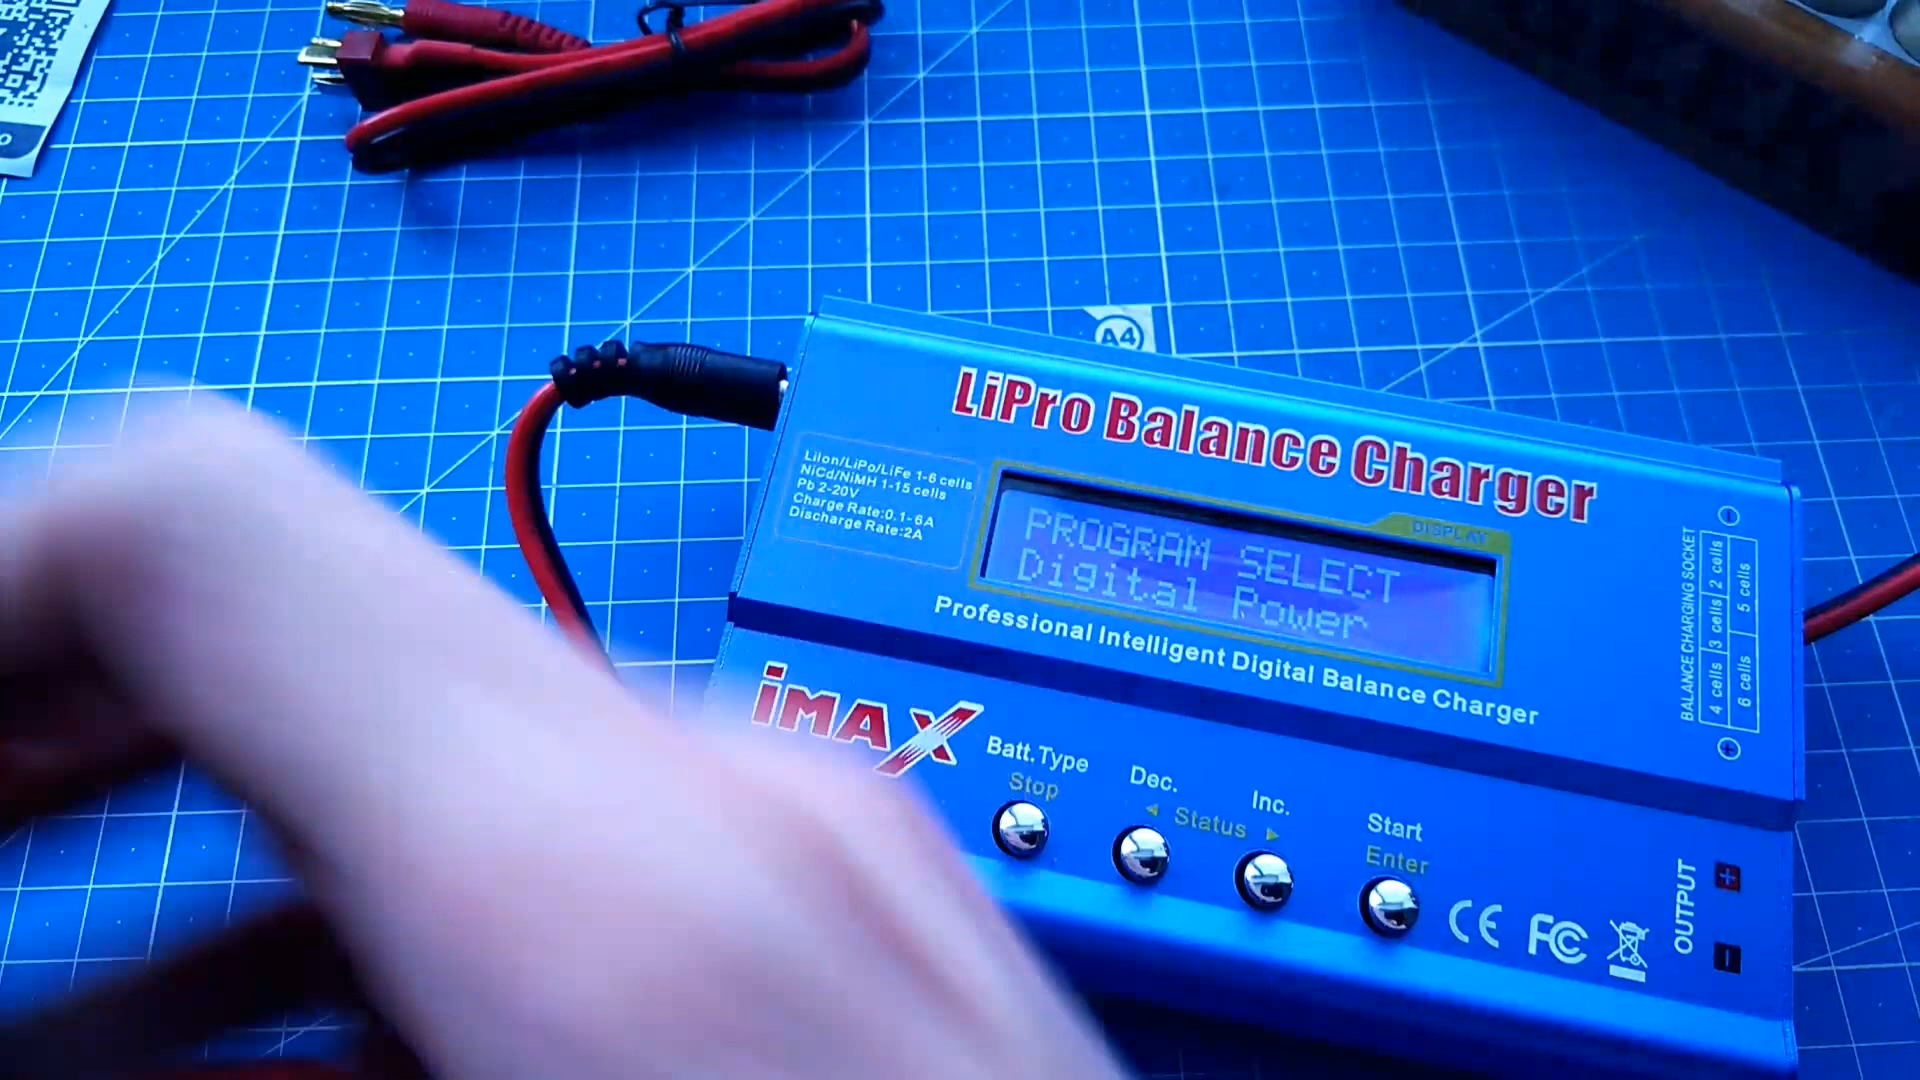 A4
LiPro Balance Charger
LiIon/LiPo/LiFe 1-6 cells
NiCd/NiMH 1-15 cells
Pb 2-20V
Charge Rate:0.1-6A
Discharge Rate:2A
DISPLAY
PROGRAM SELECT
Digital Power
Professional Intelligent Digital Balance Charger
BALANCE CHARGING SOCKET
4 cells 3 cells 2 cells
6 cells 5 cells
iMAX
Batt.Type Dec. Inc. Start
Stop ◄ Status ► Enter
CE FC
OUTPUT
+
-